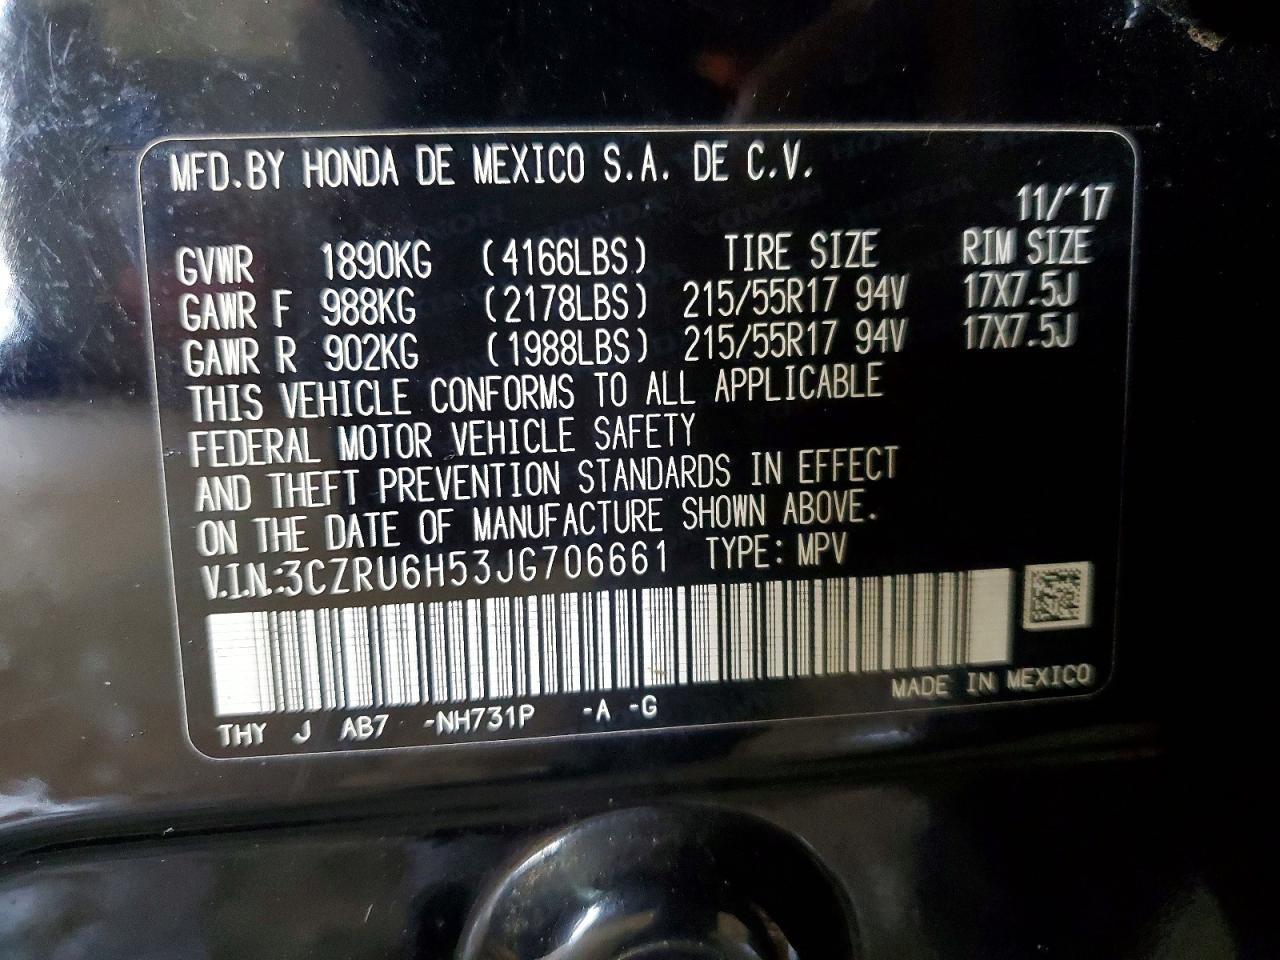 MFD.BY HONDA DE MEXICO S.A. DE C.V.
11/'17
GVWR 1890KG (4166LBS) TIRE SIZE RIM SIZE
GAWR F 988KG (2178LBS) 215/55R17 94V 17X7.5J
GAWR R 902KG (1988LBS) 215/55R17 94V 17X7.5J
THIS VEHICLE CONFORMS TO ALL APPLICABLE
FEDERAL MOTOR VEHICLE SAFETY
AND THEFT PREVENTION STANDARDS IN EFFECT
ON THE DATE OF MANUFACTURE SHOWN ABOVE.
V.I.N.:3CZRU6H53JG706661 TYPE: MPV
MADE IN MEXICO
THY J AB7 -NH731P -A -G